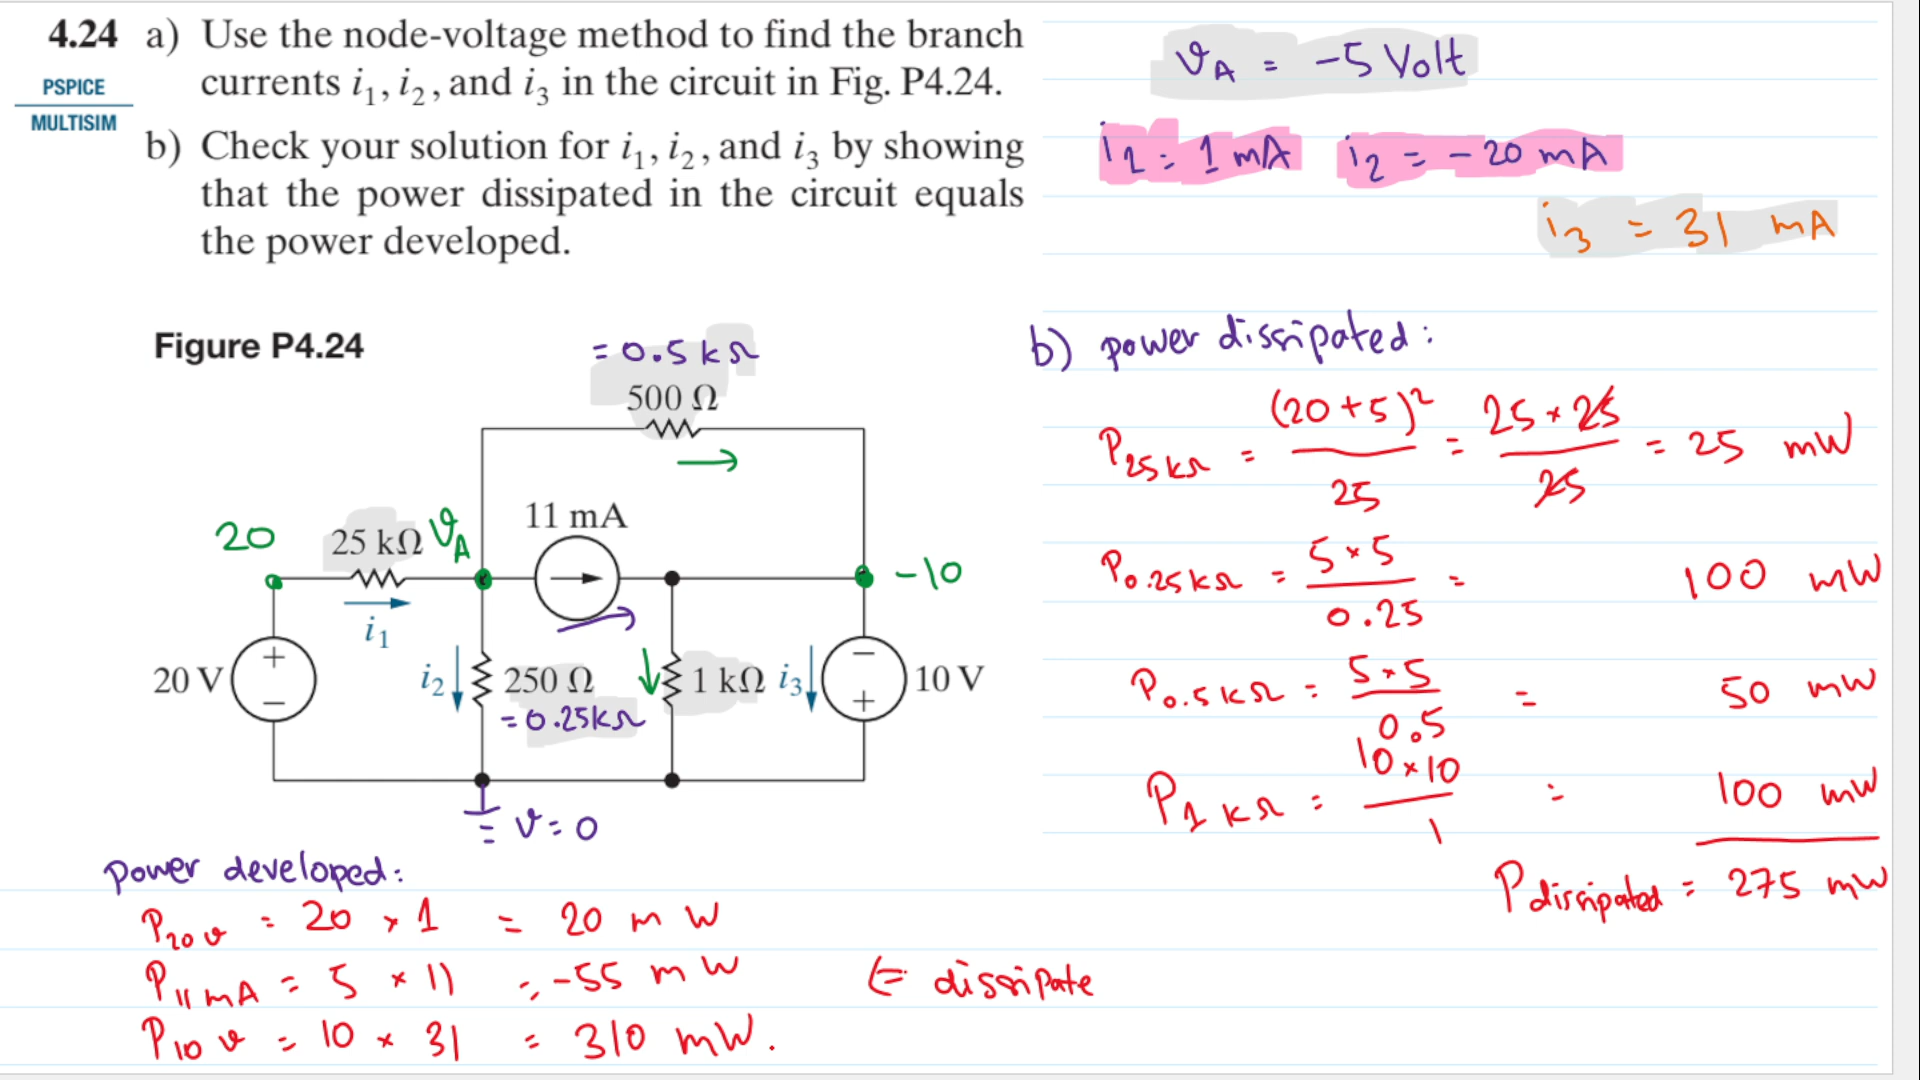 4.24 a) Use the node-voltage method to find the branch
currents i₁, i₂, and i₃ in the circuit in Fig. P4.24.
PSPICE
MULTISIM
b) Check your solution for i₁, i₂, and i₃ by showing
that the power dissipated in the circuit equals
the power developed.
Figure P4.24
= 0.5 kΩ
500 Ω
11 mA
20
25 kΩ
V_A
-10
i₁
20 V
+
−
i₂
250 Ω
= 0.25kΩ
1 kΩ
i₃
−
+
10 V
V = 0
Power developed:
P20v = 20 × 1 = 20 mW
P11mA = 5 × 11 = -55 mW ⇐ dissipate
P10v = 10 × 31 = 310 mW.
V_A = -5 Volt
i1 = 1 mA i2 = -20 mA
i3 = 31 mA
b) power dissipated:
P25kΩ = (20+5)²/25 = 25 × 25/25 = 25 mW
P0.25kΩ = 5×5/0.25 = 100 mW
P0.5kΩ = 5×5/0.5 = 50 mW
P1kΩ = 10×10/1 = 100 mW
Pdissipated = 275 mW